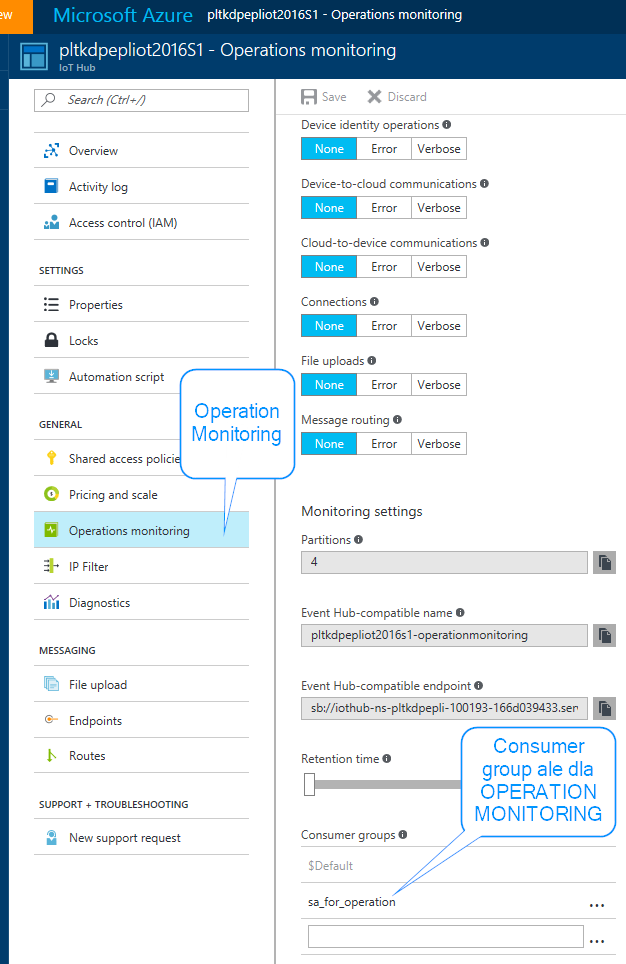 ew
Microsoft Azure pltkdpepliot2016S1 - Operations monitoring
pltkdpepliot2016S1 - Operations monitoring
IoT Hub
Search (Ctrl+/)
Overview
Activity log
Access control (IAM)
SETTINGS
Properties
Locks
Automation script
GENERAL
Shared access policie
Pricing and scale
Operations monitoring
IP Filter
Diagnostics
MESSAGING
File upload
Endpoints
Routes
SUPPORT + TROUBLESHOOTING
New support request
Operation
Monitoring
Save Discard
Device identity operations
None Error Verbose
Device-to-cloud communications
None Error Verbose
Cloud-to-device communications
None Error Verbose
Connections
None Error Verbose
File uploads
None Error Verbose
Message routing
None Error Verbose
Monitoring settings
Partitions
4
Event Hub-compatible name
pltkdpepliot2016s1-operationmonitoring
Event Hub-compatible endpoint
sb://iothub-ns-pltkdpepli-100193-166d039433.ser
Retention time
Consumer
group ale dla
OPERATION
MONITORING
Consumer groups
$Default
sa_for_operation ...
...